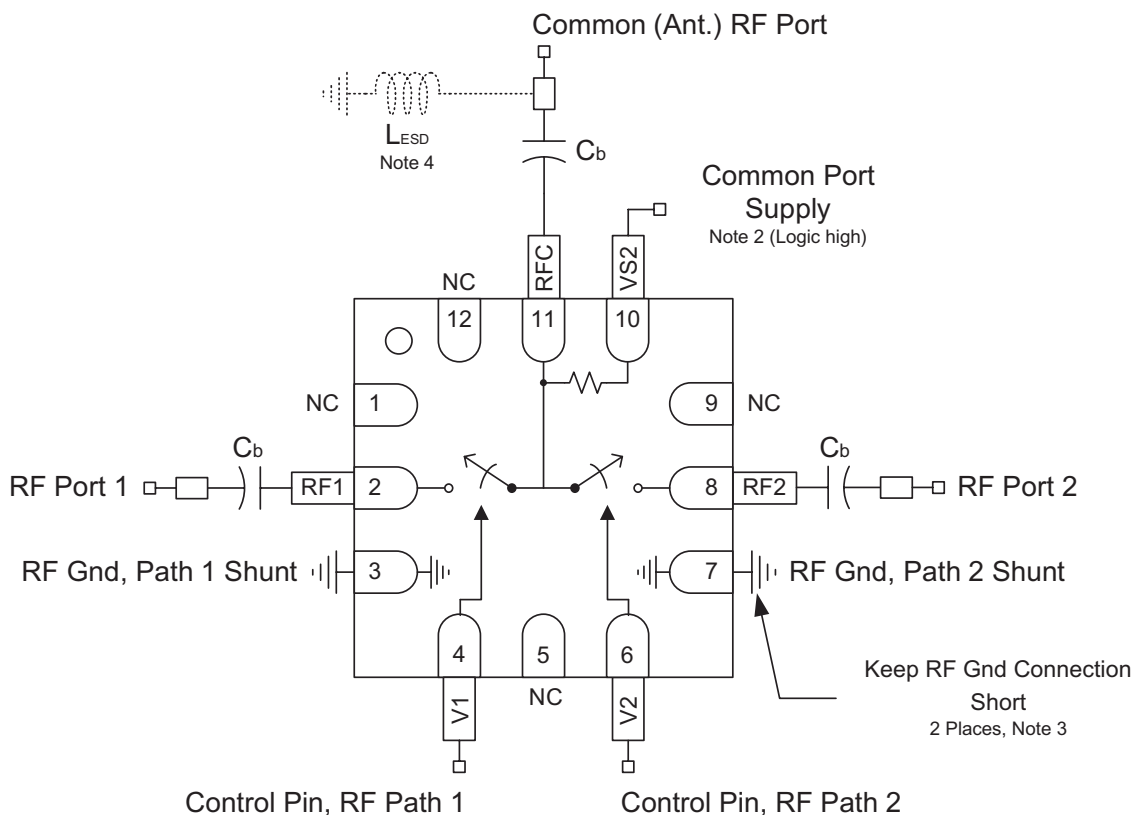 Common (Ant.) RF Port
LESD
Note 4
Cb
Common Port
Supply
Note 2 (Logic high)
RFC
VS2
NC
12
11
10
NC
1
9
NC
Cb
Cb
RF Port 1
RF1
2
8
RF2
RF Port 2
RF Gnd, Path 1 Shunt
3
7
RF Gnd, Path 2 Shunt
4
5
6
NC
V1
V2
Keep RF Gnd Connection
Short
2 Places, Note 3
Control Pin, RF Path 1
Control Pin, RF Path 2